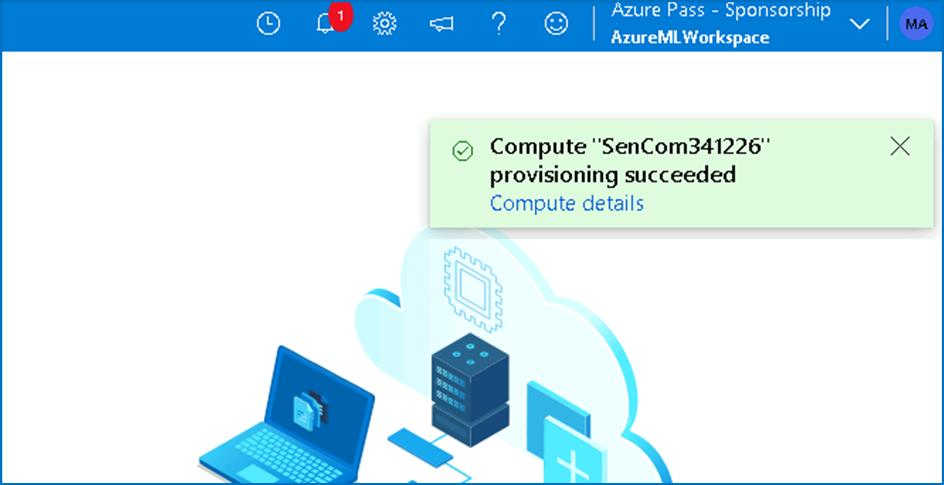 1
?
Azure Pass - Sponsorship
AzureMLWorkspace
MA
Compute "SenCom341226"
provisioning succeeded
Compute details